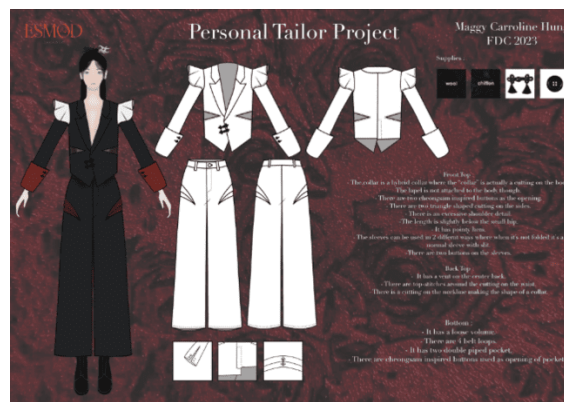 ESMOD
Personal Tailor Project
Maggy Carroline Hun
FDC 2023
Supplies
wool
chiffon
Front Top :
- The collar is a hybrid collar where the "collar" is actually a cutting on the bod
- The lapel is not attached to the body though.
- There are two cheongsam inspired buttons as the opening.
- There are two triangle shaped cutting on the sides.
- There is an excessive shoulder detail.
- The length is slightly below the small hip.
- It has pointy hem.
- The sleeves can be used in 2 different ways where when it's not folded it's a
normal sleeve with slit.
- There are two buttons on the sleeves.
Back Top :
- It has a vent on the center back.
- There are top stitches around the cutting on the waist.
- There is a cutting on the neckline making the shape of a collar.
Bottom :
- It has a loose volume.
- There are 4 belt loops.
- It has two double piped pocket.
- There are cheongsam inspired buttons used as opening of pocket